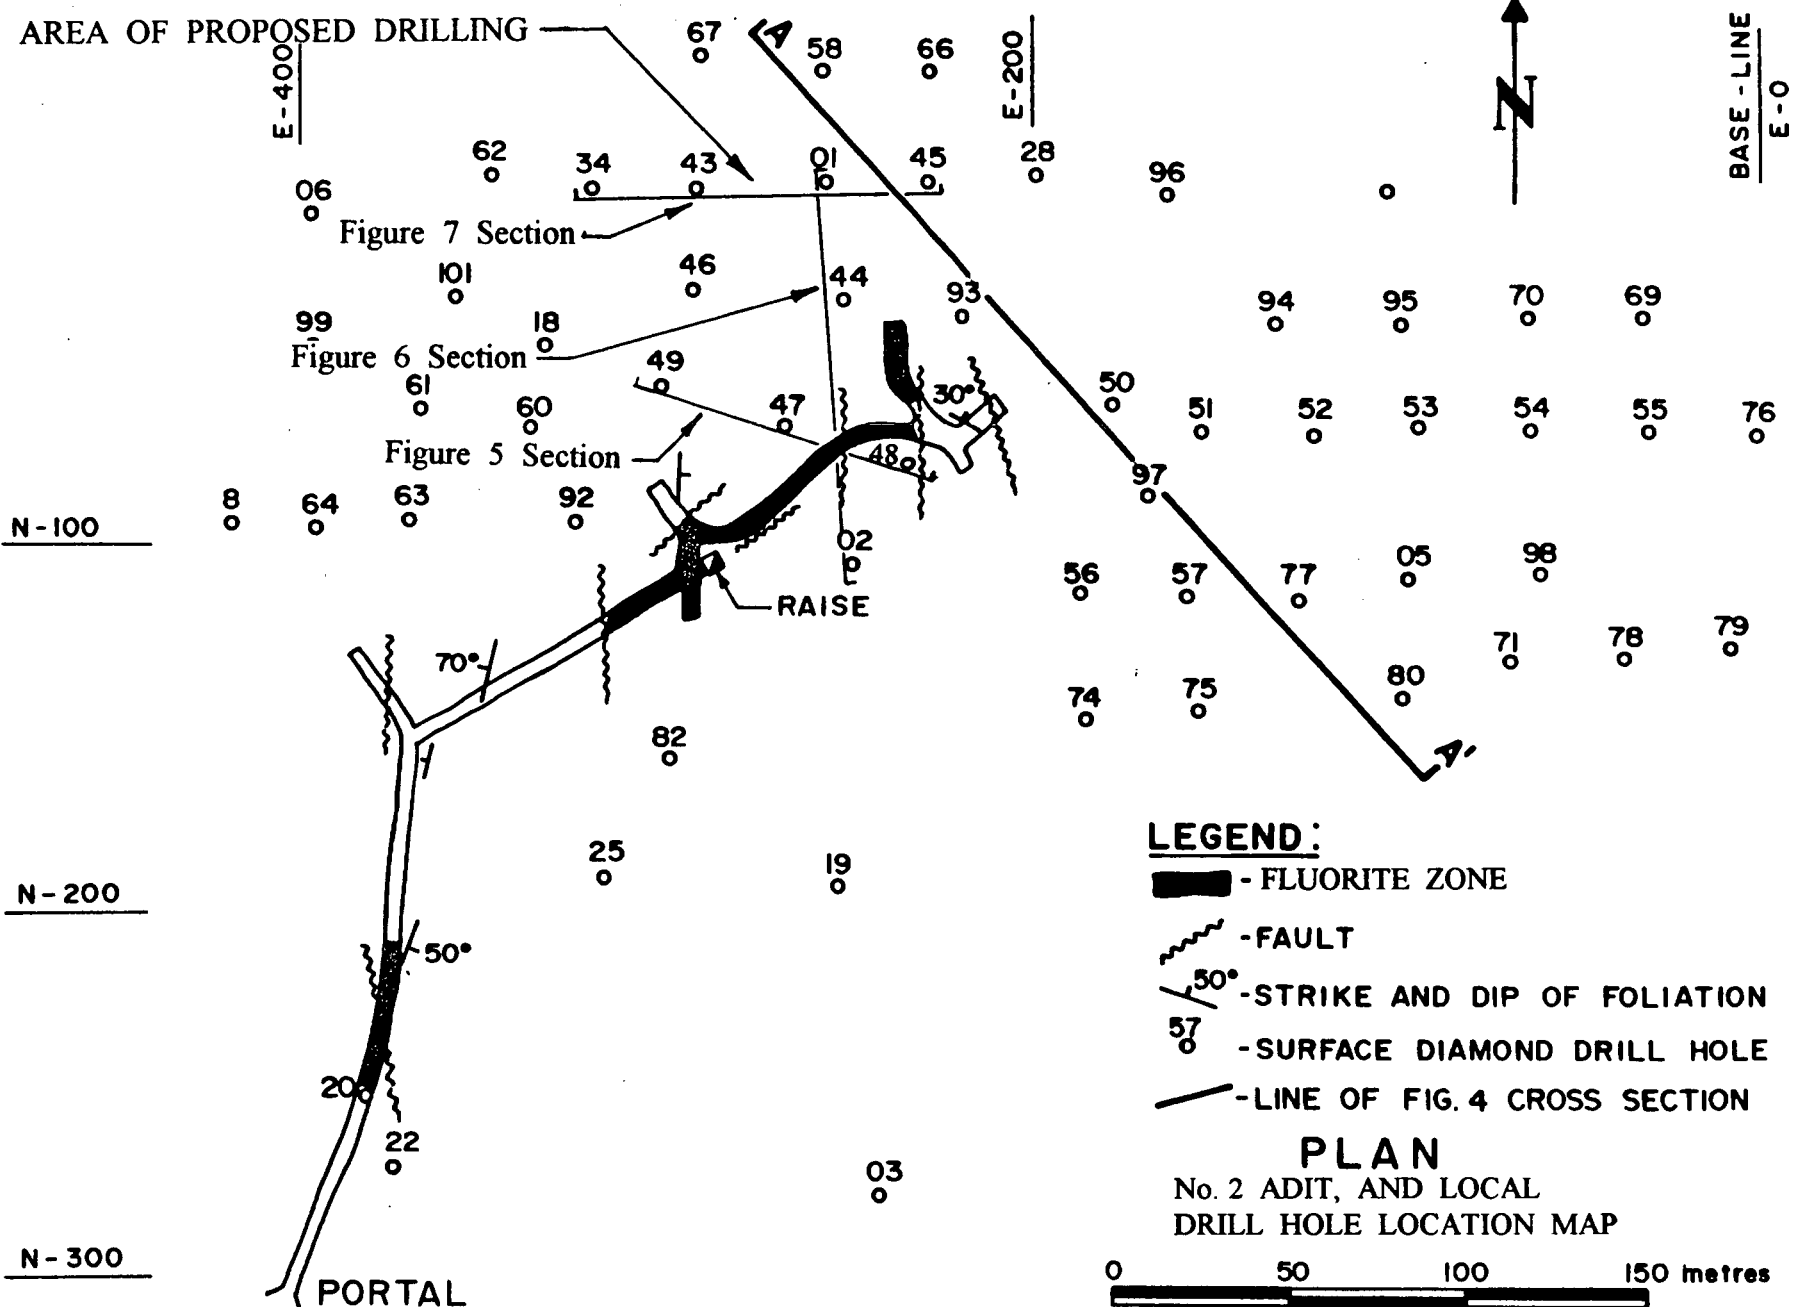 AREA OF PROPOSED DRILLING
E-400
67
A
58
66
E-200
N
BASE-LINE
E-0
62
34
43
01
45
28
96
06
Figure 7 Section
101
46
44
93
94
95
70
69
99
18
Figure 6 Section
49
61
60
47
30°
50
51
52
53
54
55
76
Figure 5 Section
48
97
8
64
63
92
N-100
02
56
57
77
05
98
RAISE
70°
71
78
79
74
75
80
82
A'
25
19
N-200
50°
20
22
03
N-300
PORTAL
LEGEND:
- FLUORITE ZONE
-FAULT
50° -STRIKE AND DIP OF FOLIATION
57
-SURFACE DIAMOND DRILL HOLE
-LINE OF FIG. 4 CROSS SECTION
PLAN
No. 2 ADIT, AND LOCAL
DRILL HOLE LOCATION MAP
0 50 100 150 metres